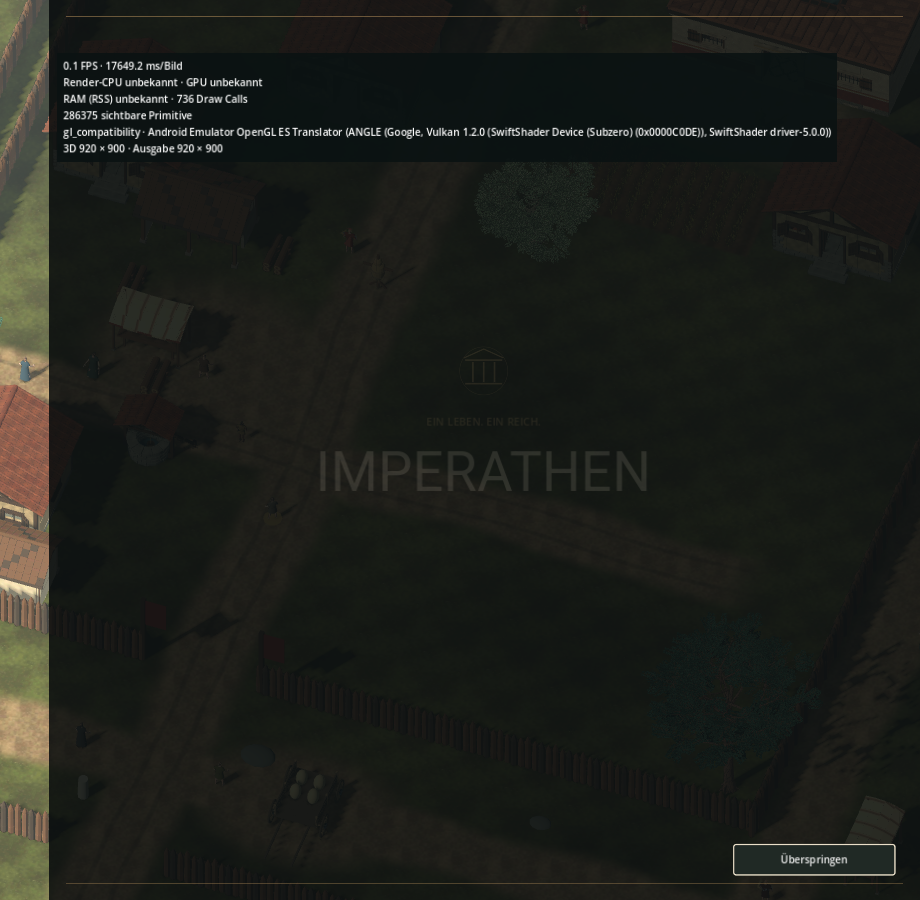 0.1 FPS · 17649.2 ms/Bild
Render-CPU unbekannt · GPU unbekannt
RAM (RSS) unbekannt · 736 Draw Calls
286375 sichtbare Primitive
gl_compatibility · Android Emulator OpenGL ES Translator (ANGLE (Google, Vulkan 1.2.0 (SwiftShader Device (Subzero) (0x0000C0DE)), SwiftShader driver-5.0.0))
3D 920 × 900 · Ausgabe 920 × 900
EIN LEBEN. EIN REICH.
IMPERATHEN
Überspringen